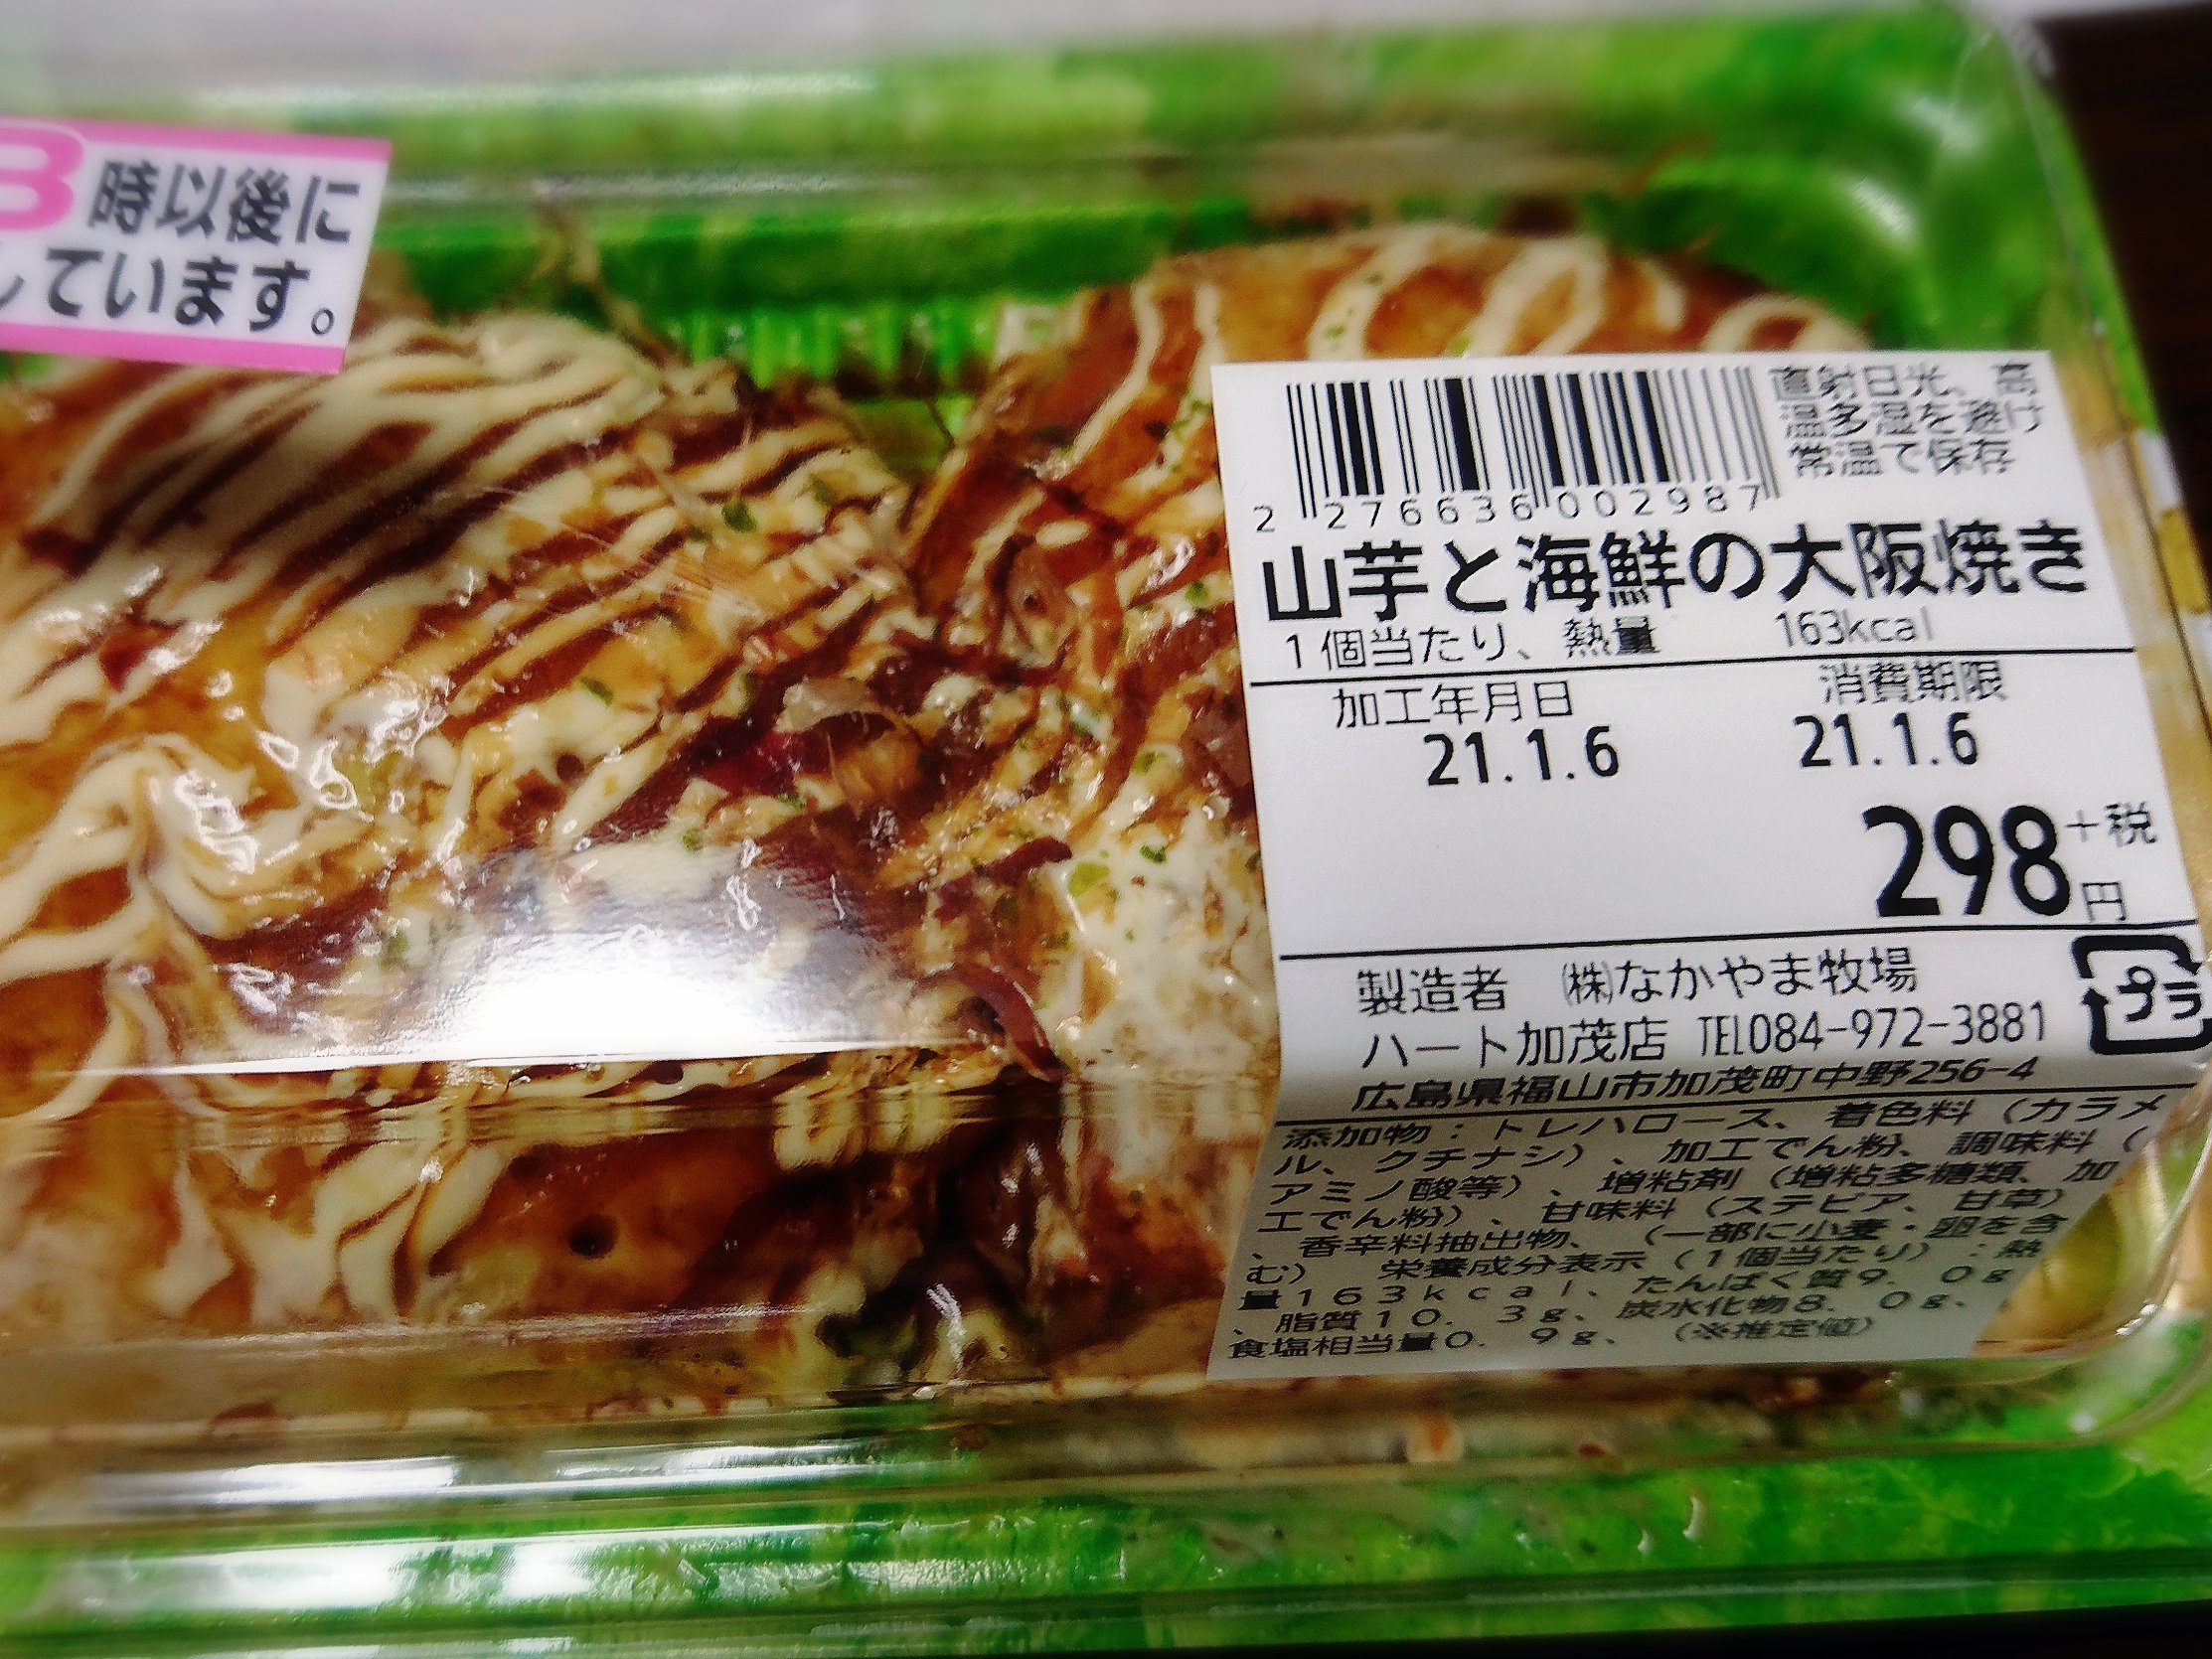 時以後に
ています。
直射日光、高
温多湿を避け
常温で保存
2 276636 002987
山芋と海鮮の大阪焼き
1個当たり、熱量 163kcal
加工年月日 消費期限
21.1.6 21.1.6
298円+税
製造者 ㈱なかやま牧場
プラ
ハート加茂店 TEL084-972-3881
広島県福山市加茂町中野256-4
添加物：トレハロース、着色料（カラメ
ル、クチナシ）、加工でん粉、調味料（
アミノ酸等）、増粘剤（増粘多糖類、加
工でん粉）、甘味料（ステビア、甘草）
、香辛料抽出物、（一部に小麦・卵を含
む） 栄養成分表示（1個当たり）：熱
量163kcal、たんぱく質9.0g
、脂質10.3g、炭水化物8.0g、
食塩相当量0.9g、（※推定値）